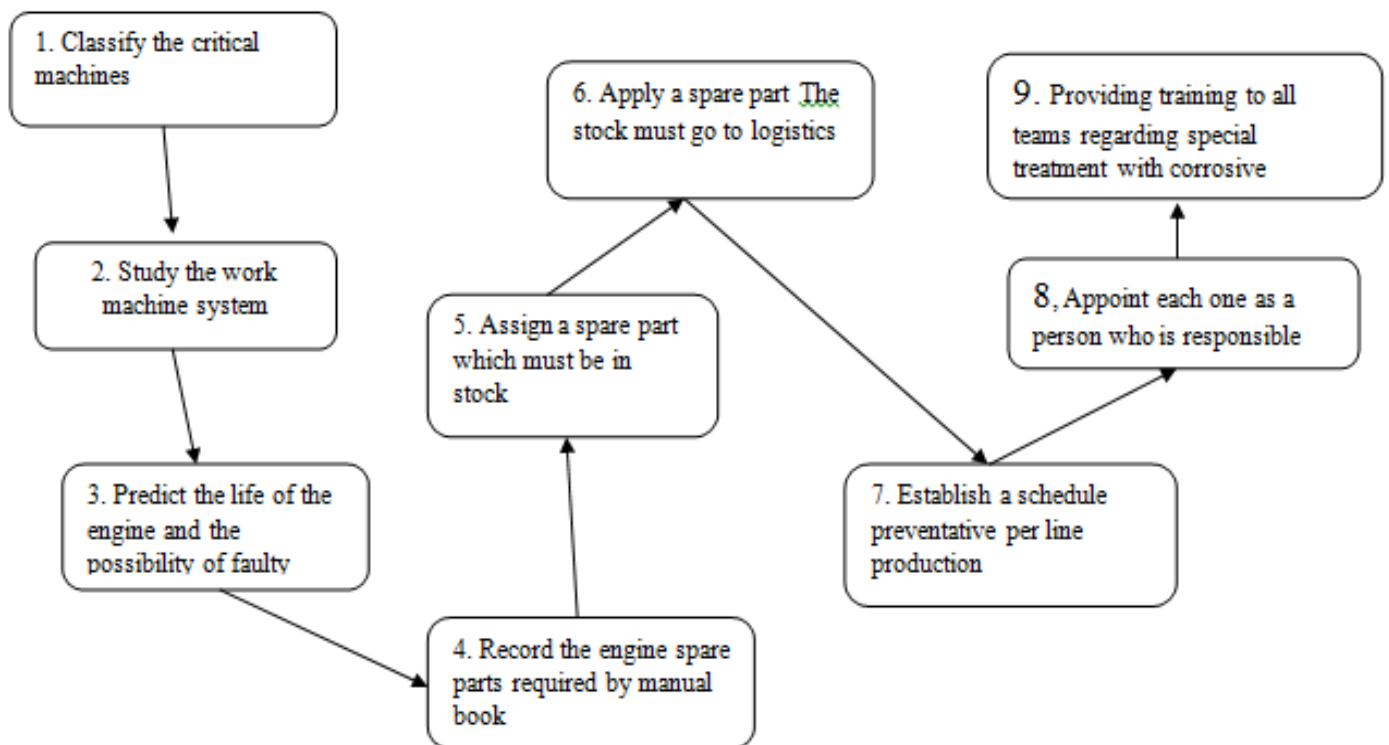 1. Classify the critical
machines
2. Study the work
machine system
3. Predict the life of the
engine and the
possibility of faulty
4. Record the engine spare
parts required by manual
book
5. Assign a spare part
which must be in
stock
6. Apply a spare part The
stock must go to logistics
7. Establish a schedule
preventative per line
production
8, Appoint each one as a
person who is responsible
9. Providing training to all
teams regarding special
treatment with corrosive